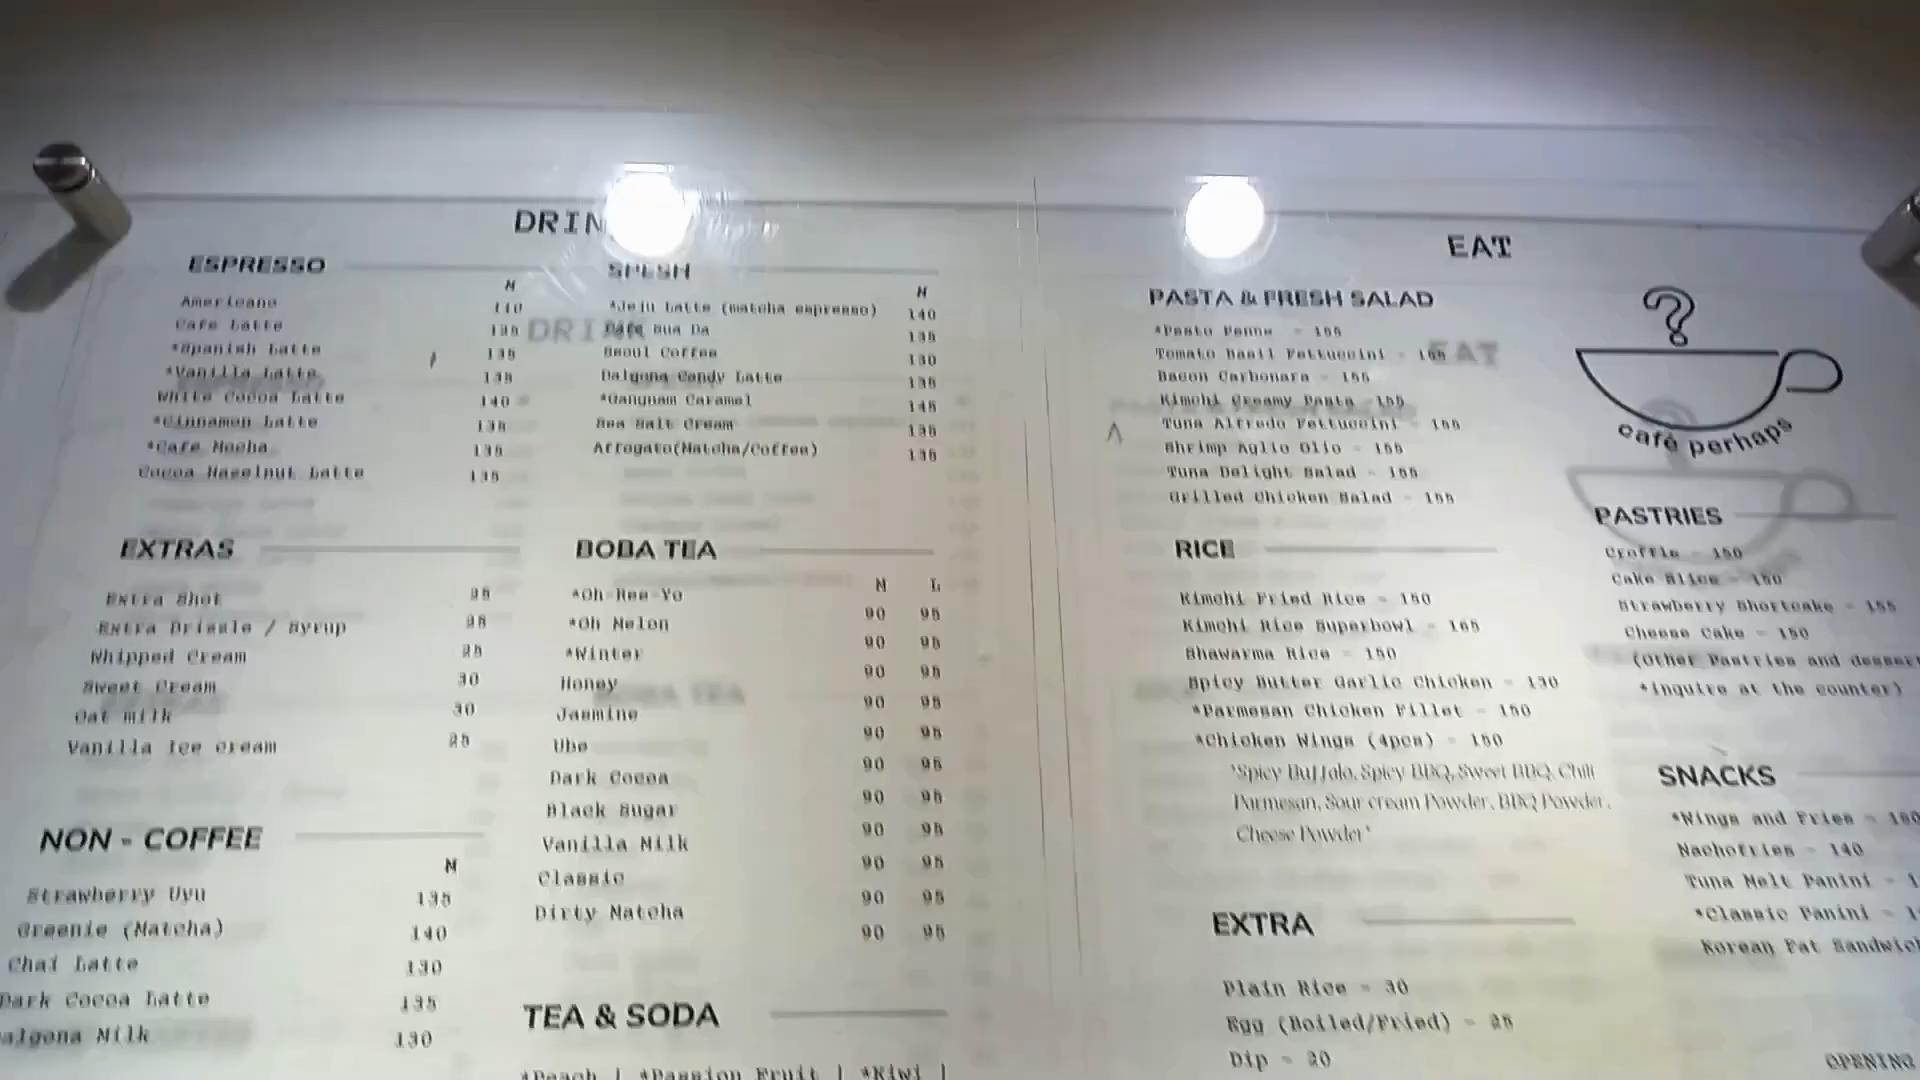 ESPRESSO
M
Americano 110
Cafe Latte 135
*Spanish Latte 135
*Vanilla Latte 135
White Cocoa Latte 140
*Cinnamon Latte 135
*Cafe Mocha 135
Cocoa Hazelnut Latte 135
EXTRAS
Extra Shot 25
Extra Drizzle / Syrup 25
Whipped Cream 25
Sweet Cream 30
Oat milk 30
Vanilla Ice Cream 25
NON - COFFEE
M
Strawberry Uyu 135
Greenie (Matcha) 140
Chai Latte 130
Dark Cocoa Latte 135
Milk 130
SPESH
M
*Jeju Latte (matcha espresso) 140
Sua Da 135
Seoul Coffee 130
Dalgona Candy Latte 135
*Gangnam Caramel 145
Sea Salt Cream 135
Affogato(Matcha/Coffee) 135
BOBA TEA
M L
*Oh-Ree-Yo 90 95
*Oh Melon 90 95
*Winter 90 95
Honey 90 95
Jasmine 90 95
Ube 90 95
Dark Cocoa 90 95
Black Sugar 90 95
Vanilla Milk 90 95
Classic 90 95
Dirty Matcha 90 95
TEA & SODA
*Peach | *Passion Fruit | *Kiwi |
EAT
PASTA & FRESH SALAD
*Pesto Penne - 155
Tomato Basil Fettuccini - 155
Bacon Carbonara - 155
Kimchi Creamy Pasta - 155
Tuna Alfredo Fettuccini - 155
Shrimp Aglio Olio - 155
Tuna Delight Salad - 155
Grilled Chicken Salad - 155
RICE
Kimchi Fried Rice - 150
Kimchi Rice Superbowl - 165
Shawarma Rice - 150
Spicy Butter Garlic Chicken - 130
*Parmesan Chicken Fillet - 150
*Chicken Wings (4pcs) - 150
'Spicy Buffalo, Spicy BBQ, Sweet BBQ, Chili
Parmesan, Sour cream Powder, BBQ Powder,
Cheese Powder'
EXTRA
Plain Rice - 30
Egg (Boiled/Fried) - 25
Dip - 20
?
café perhaps
PASTRIES
Croffle - 150
Cake Slice - 150
Strawberry Shortcake - 155
Cheese Cake - 150
(Other Pastries and
*inquire at the counter)
SNACKS
*Wings and Fries -
Nachofries - 140
Tuna Melt Panini -
*Classic Panini -
Korean Fat
OPENING